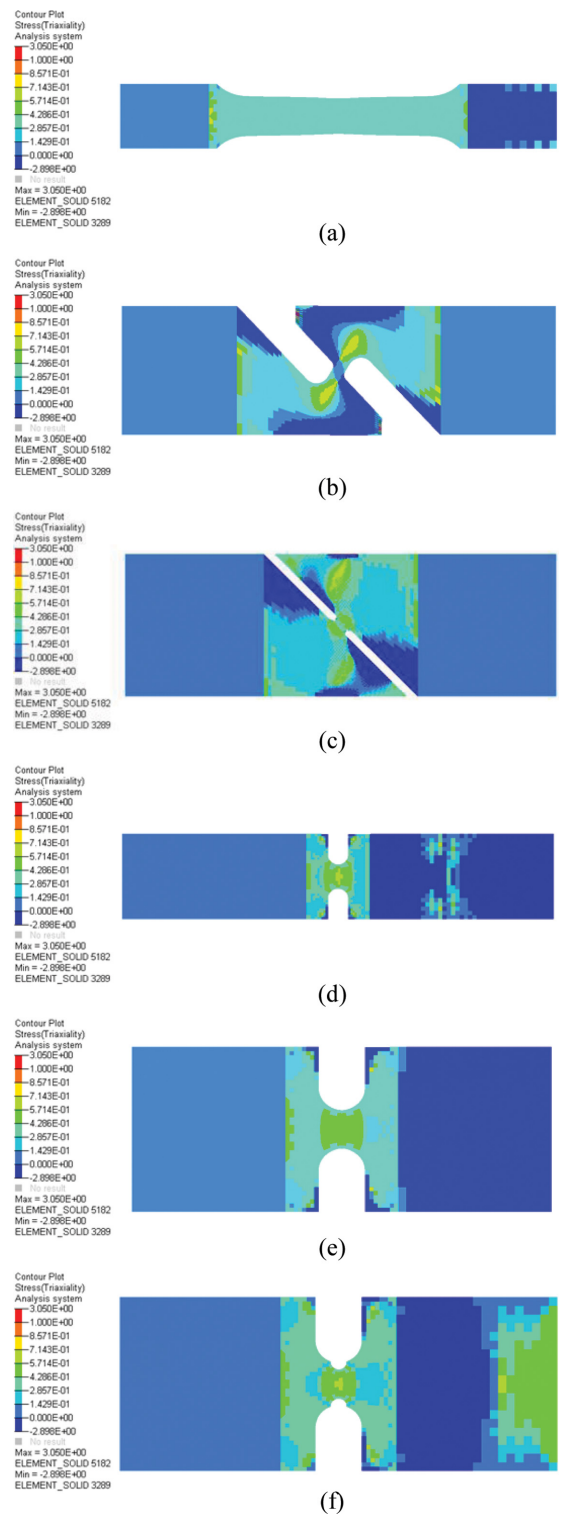 Contour Plot
Stress(Triaxiality)
Analysis system
3.050E+00
1.000E+00
8.571E-01
7.143E-01
5.714E-01
4.286E-01
2.857E-01
1.429E-01
0.000E+00
-2.898E+00
No result
Max = 3.050E+00
ELEMENT_SOLID 5182
Min = -2.898E+00
ELEMENT_SOLID 3289
(a)
Contour Plot
Stress(Triaxiality)
Analysis system
3.050E+00
1.000E+00
8.571E-01
7.143E-01
5.714E-01
4.286E-01
2.857E-01
1.429E-01
0.000E+00
-2.898E+00
No result
Max = 3.050E+00
ELEMENT_SOLID 5182
Min = -2.898E+00
ELEMENT_SOLID 3289
(b)
Contour Plot
Stress(Triaxiality)
Analysis system
3.050E+00
1.000E+00
8.571E-01
7.143E-01
5.714E-01
4.286E-01
2.857E-01
1.429E-01
0.000E+00
-2.898E+00
No result
Max = 3.050E+00
ELEMENT_SOLID 5182
Min = -2.898E+00
ELEMENT_SOLID 3289
(c)
Contour Plot
Stress(Triaxiality)
Analysis system
3.050E+00
1.000E+00
8.571E-01
7.143E-01
5.714E-01
4.286E-01
2.857E-01
1.429E-01
0.000E+00
-2.898E+00
No result
Max = 3.050E+00
ELEMENT_SOLID 5182
Min = -2.898E+00
ELEMENT_SOLID 3289
(d)
Contour Plot
Stress(Triaxiality)
Analysis system
3.050E+00
1.000E+00
8.571E-01
7.143E-01
5.714E-01
4.286E-01
2.857E-01
1.429E-01
0.000E+00
-2.898E+00
No result
Max = 3.050E+00
ELEMENT_SOLID 5182
Min = -2.898E+00
ELEMENT_SOLID 3289
(e)
Contour Plot
Stress(Triaxiality)
Analysis system
3.050E+00
1.000E+00
8.571E-01
7.143E-01
5.714E-01
4.286E-01
2.857E-01
1.429E-01
0.000E+00
-2.898E+00
No result
Max = 3.050E+00
ELEMENT_SOLID 5182
Min = -2.898E+00
ELEMENT_SOLID 3289
(f)